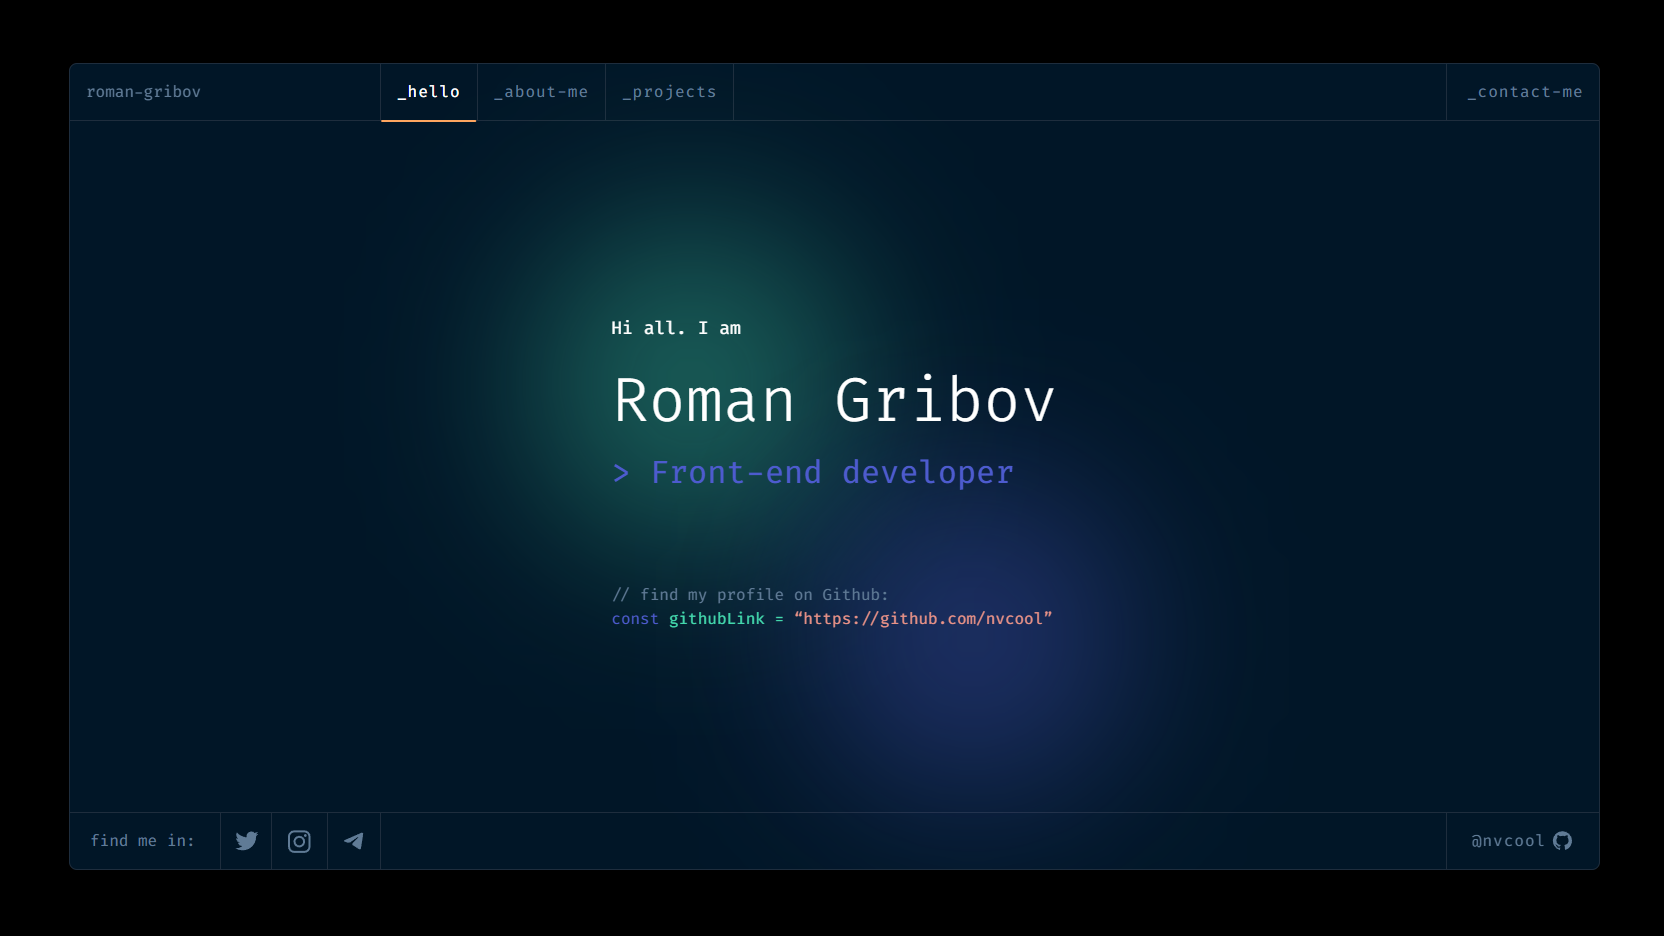 roman-gribov _hello _about-me _projects _contact-me
Hi all. I am
Roman Gribov
> Front-end developer
// find my profile on Github:
const githubLink = “https://github.com/nvcool”
find me in: @nvcool